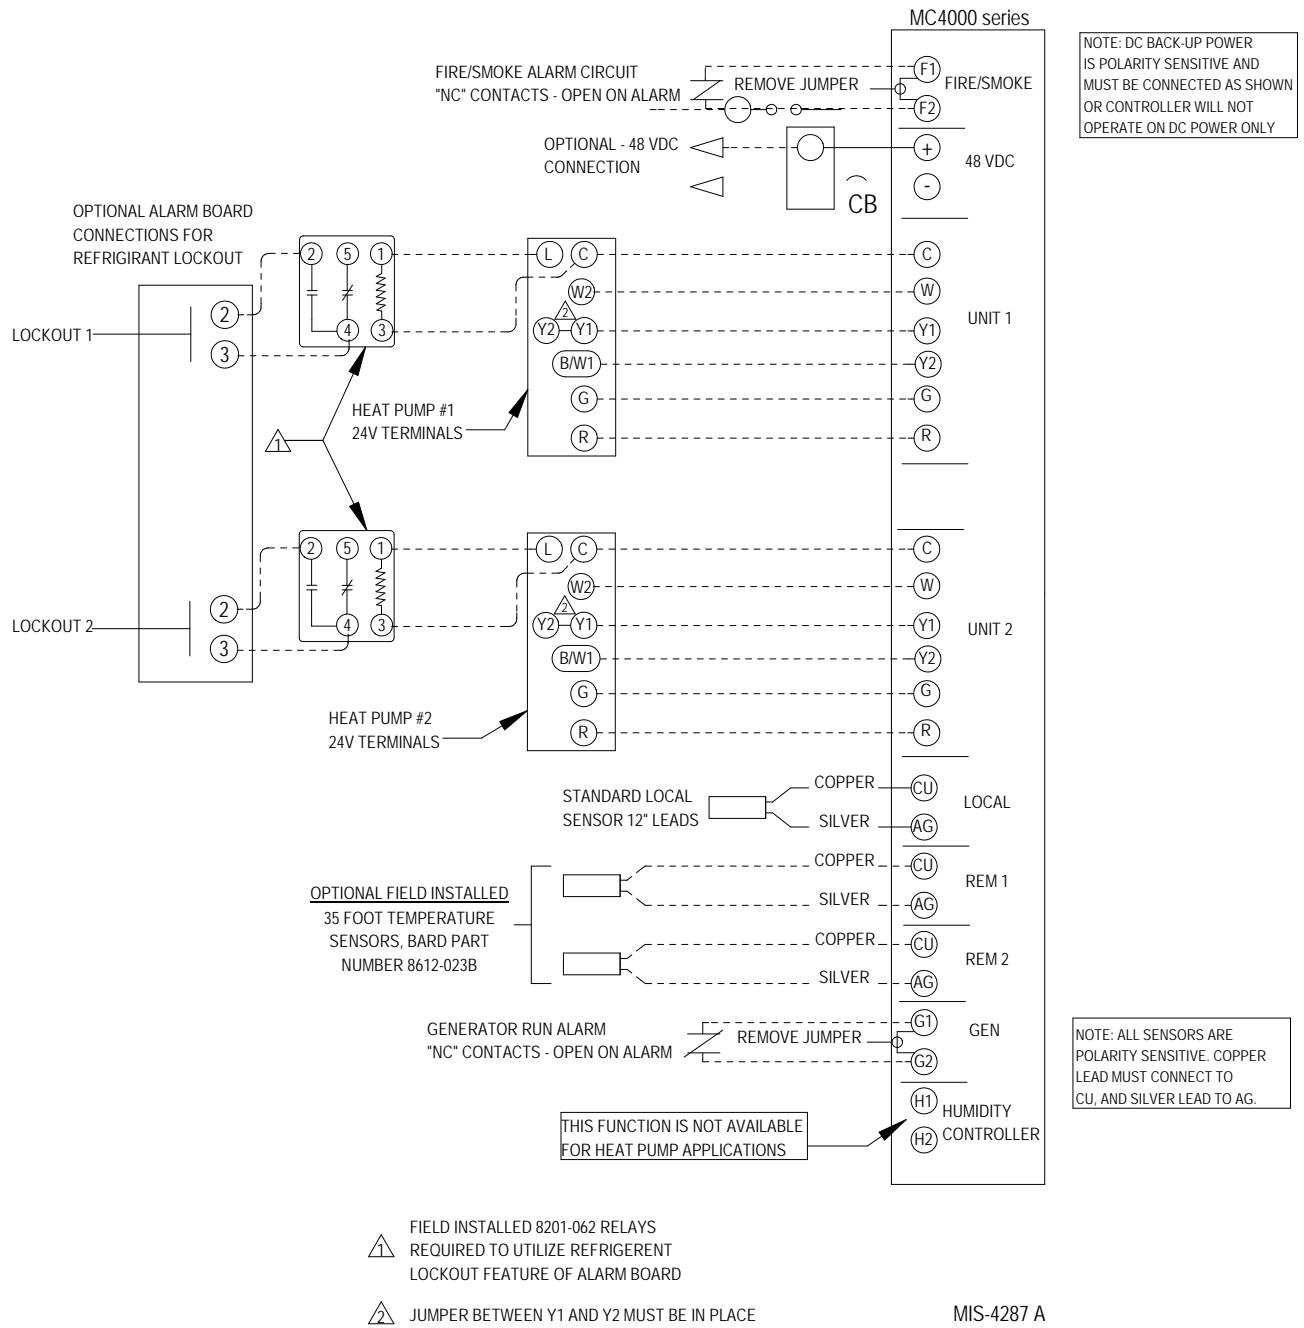 MC4000 series
NOTE: DC BACK-UP POWER
IS POLARITY SENSITIVE AND
MUST BE CONNECTED AS SHOWN
OR CONTROLLER WILL NOT
OPERATE ON DC POWER ONLY
FIRE/SMOKE ALARM CIRCUIT
"NC" CONTACTS - OPEN ON ALARM
REMOVE JUMPER
F1
FIRE/SMOKE
F2
OPTIONAL - 48 VDC
CONNECTION
CB
+
48 VDC
-
OPTIONAL ALARM BOARD
CONNECTIONS FOR
REFRIGIRANT LOCKOUT
LOCKOUT 1
2
3
2 5 1
4 3
L C
W2
2
Y2 Y1
B/W1
G
R
HEAT PUMP #1
24V TERMINALS
1
C
W
Y1
Y2
G
R
UNIT 1
LOCKOUT 2
2
3
2 5 1
4 3
L C
W2
2
Y2 Y1
B/W1
G
R
HEAT PUMP #2
24V TERMINALS
C
W
Y1
Y2
G
R
UNIT 2
STANDARD LOCAL
SENSOR 12" LEADS
COPPER
SILVER
CU
AG
LOCAL
OPTIONAL FIELD INSTALLED
35 FOOT TEMPERATURE
SENSORS, BARD PART
NUMBER 8612-023B
COPPER
SILVER
CU
AG
REM 1
COPPER
SILVER
CU
AG
REM 2
GENERATOR RUN ALARM
"NC" CONTACTS - OPEN ON ALARM
REMOVE JUMPER
G1
GEN
G2
NOTE: ALL SENSORS ARE
POLARITY SENSITIVE. COPPER
LEAD MUST CONNECT TO
CU, AND SILVER LEAD TO AG.
THIS FUNCTION IS NOT AVAILABLE
FOR HEAT PUMP APPLICATIONS
H1
H2
HUMIDITY
CONTROLLER
1
FIELD INSTALLED 8201-062 RELAYS
REQUIRED TO UTILIZE REFRIGERENT
LOCKOUT FEATURE OF ALARM BOARD
2
JUMPER BETWEEN Y1 AND Y2 MUST BE IN PLACE
MIS-4287 A